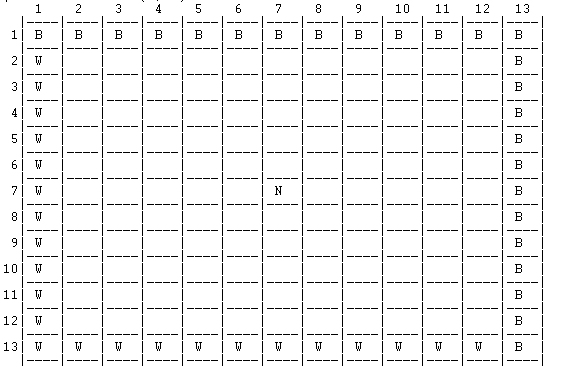 1 2 3 4 5 6 7 8 9 10 11 12 13
1| B | B | B | B | B | B | B | B | B | B | B | B | B |
2| W | | | | | | | | | | | | B |
3| W | | | | | | | | | | | | B |
4| W | | | | | | | | | | | | B |
5| W | | | | | | | | | | | | B |
6| W | | | | | | | | | | | | B |
7| W | | | | | | N | | | | | | B |
8| W | | | | | | | | | | | | B |
9| W | | | | | | | | | | | | B |
10| W | | | | | | | | | | | | B |
11| W | | | | | | | | | | | | B |
12| W | | | | | | | | | | | | B |
13| W | W | W | W | W | W | W | W | W | W | W | W | B |